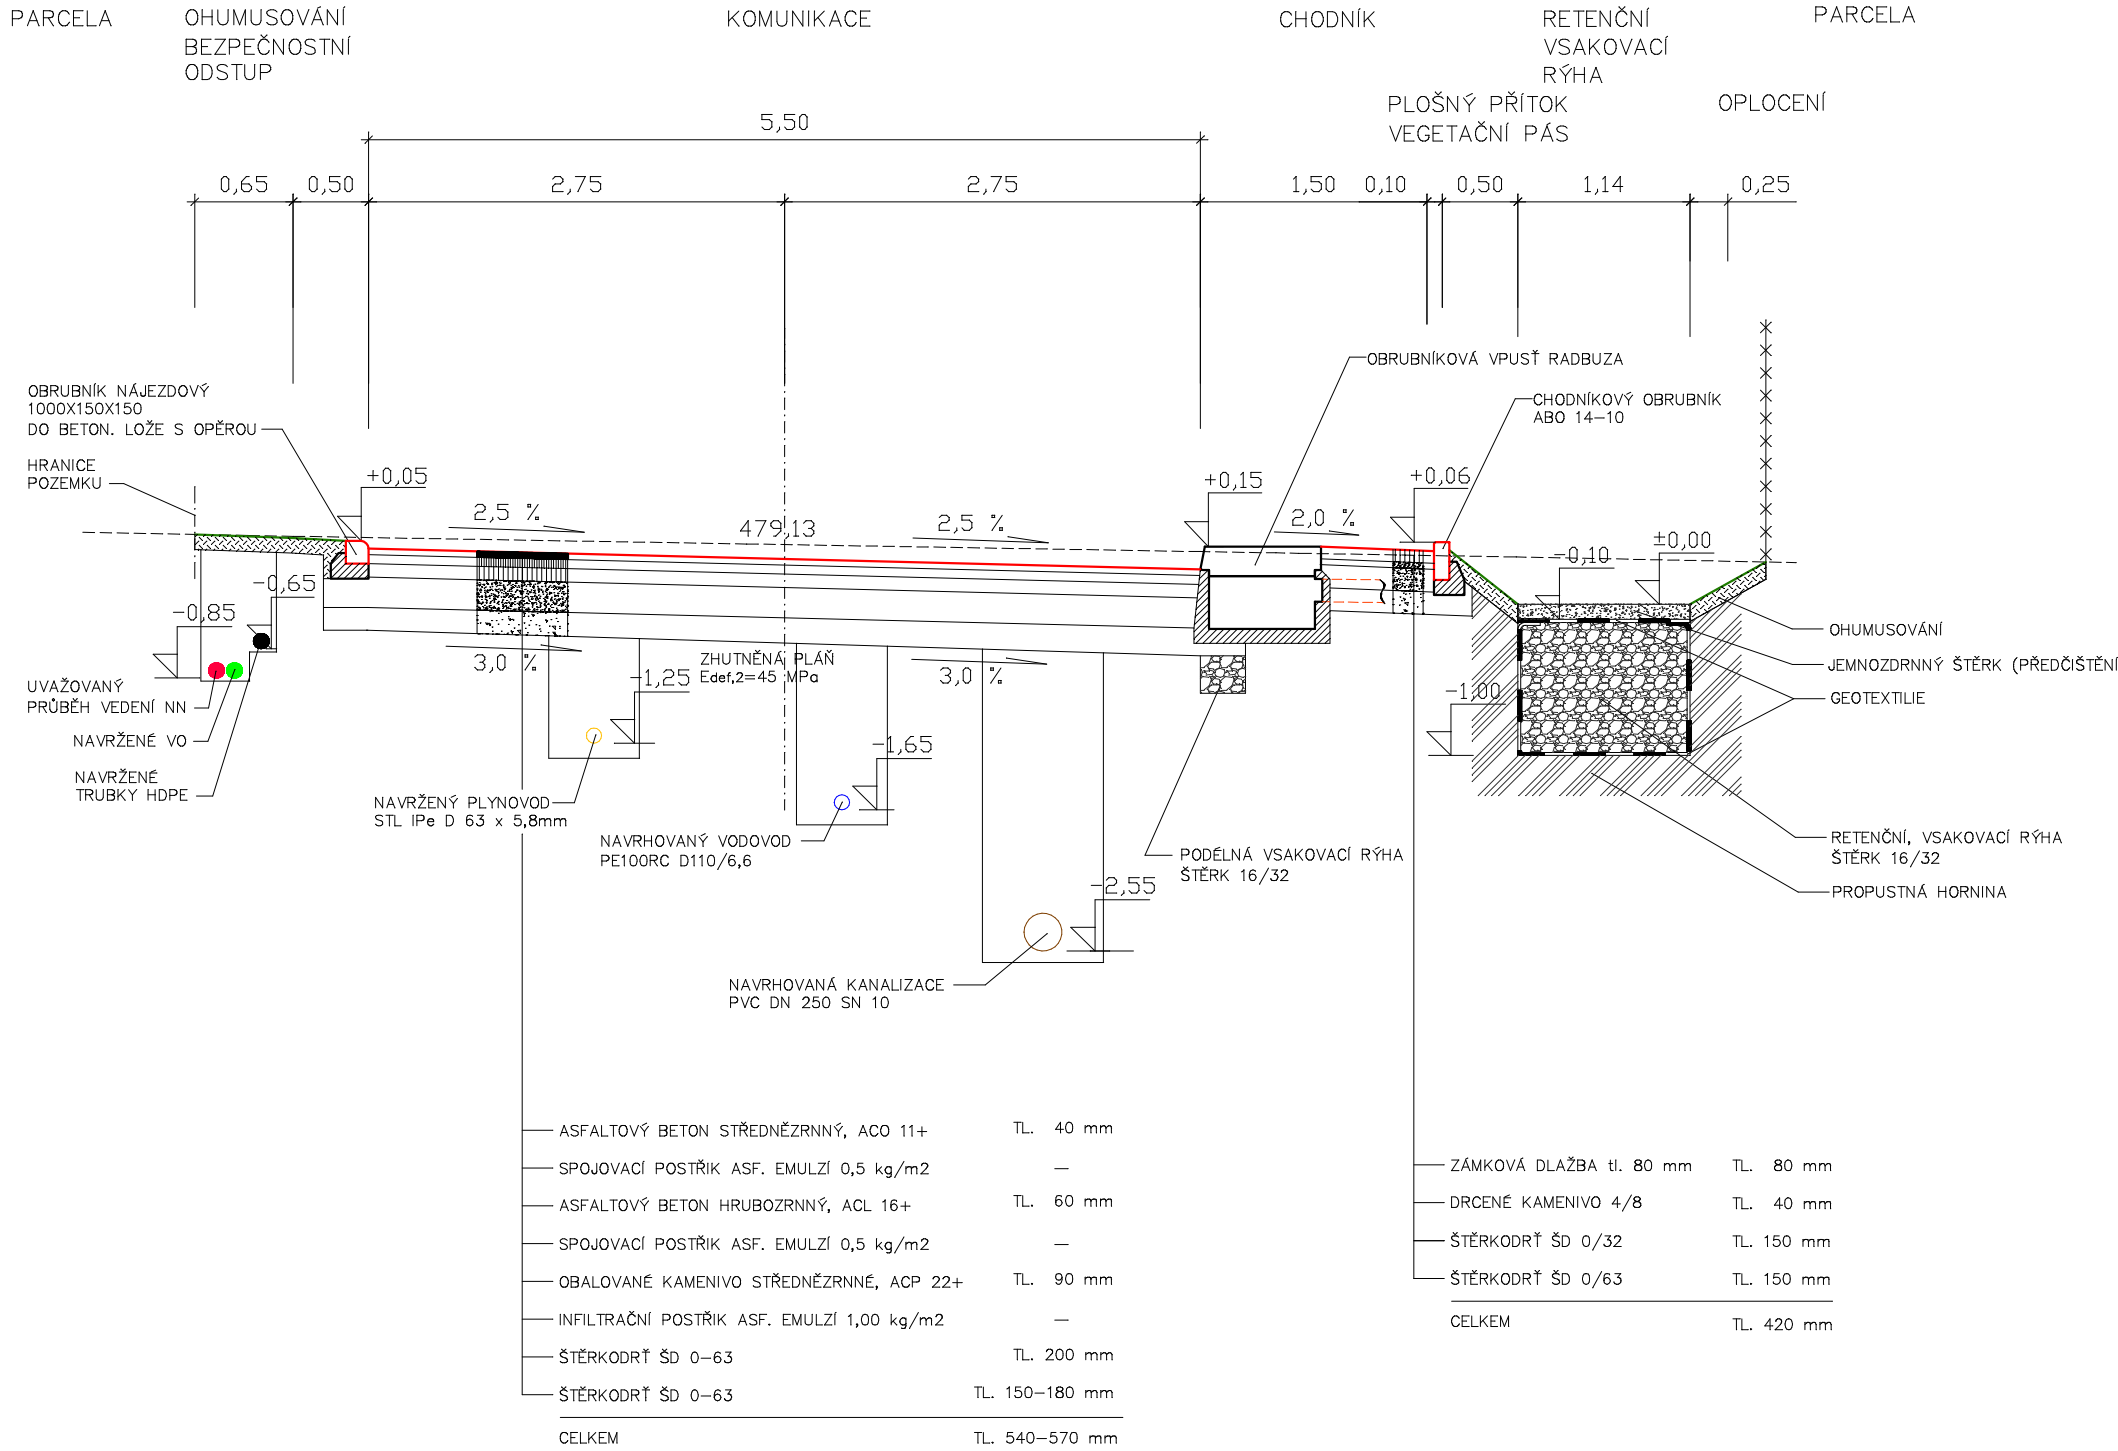 PARCELA
OHUMUSOVÁNÍ
BEZPEČNOSTNÍ
ODSTUP
KOMUNIKACE
CHODNÍK
RETENČNÍ
VSAKOVACÍ
RÝHA
PARCELA
PLOŠNÝ PŘÍTOK
VEGETAČNÍ PÁS
OPLOCENÍ
5,50
0,65
0,50
2,75
2,75
1,50
0,10
0,50
1,14
0,25
OBRUBNÍKOVÁ VPUSŤ RADBUZA
CHODNÍKOVÝ OBRUBNÍK
ABO 14-10
OBRUBNÍK NÁJEZDOVÝ
1000X150X150
DO BETON. LOŽE S OPĚROU
HRANICE
POZEMKU
+0,05
+0,15
+0,06
2,5 %
479,13
2,5 %
2,0 %
-0,10
±0,00
-0,65
-0,85
3,0 %
ZHUTNĚNÁ PLÁŇ
Edef,2=45 MPa
3,0 %
-1,25
-1,00
-1,65
-2,55
OHUMUSOVÁNÍ
JEMNOZDRNNÝ ŠTĚRK (PŘEDČIŠTĚNÍ
GEOTEXTILIE
UVAŽOVANÝ
PRŮBĚH VEDENÍ NN
NAVRŽENÉ VO
NAVRŽENÉ
TRUBKY HDPE
NAVRŽENÝ PLYNOVOD
STL IPe D 63 x 5,8mm
NAVRHOVANÝ VODOVOD
PE100RC D110/6,6
PODÉLNÁ VSAKOVACÍ RÝHA
ŠTĚRK 16/32
RETENČNÍ, VSAKOVACÍ RÝHA
ŠTĚRK 16/32
PROPUSTNÁ HORNINA
NAVRHOVANÁ KANALIZACE
PVC DN 250 SN 10
ASFALTOVÝ BETON STŘEDNĚZRNNÝ, ACO 11+ TL. 40 mm
SPOJOVACÍ POSTŘIK ASF. EMULZÍ 0,5 kg/m2 —
ASFALTOVÝ BETON HRUBOZRNNÝ, ACL 16+ TL. 60 mm
SPOJOVACÍ POSTŘIK ASF. EMULZÍ 0,5 kg/m2 —
OBALOVANÉ KAMENIVO STŘEDNĚZRNNÉ, ACP 22+ TL. 90 mm
INFILTRAČNÍ POSTŘIK ASF. EMULZÍ 1,00 kg/m2 —
ŠTĚRKODRŤ ŠD 0-63 TL. 200 mm
ŠTĚRKODRŤ ŠD 0-63 TL. 150-180 mm
CELKEM TL. 540-570 mm
ZÁMKOVÁ DLAŽBA tl. 80 mm TL. 80 mm
DRCENÉ KAMENIVO 4/8 TL. 40 mm
ŠTĚRKODRŤ ŠD 0/32 TL. 150 mm
ŠTĚRKODRŤ ŠD 0/63 TL. 150 mm
CELKEM TL. 420 mm